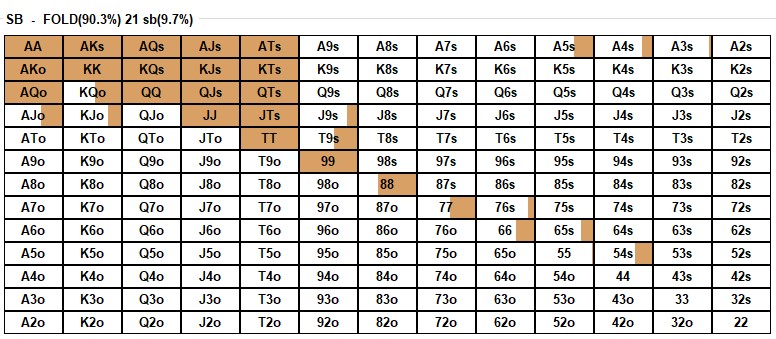 SB - FOLD(90.3%) 21 sb(9.7%)
AA AKs AQs AJs ATs A9s A8s A7s A6s A5s A4s A3s A2s
AKo KK KQs KJs KTs K9s K8s K7s K6s K5s K4s K3s K2s
AQo KQo QQ QJs QTs Q9s Q8s Q7s Q6s Q5s Q4s Q3s Q2s
AJo KJo QJo JJ JTs J9s J8s J7s J6s J5s J4s J3s J2s
ATo KTo QTo JTo TT T9s T8s T7s T6s T5s T4s T3s T2s
A9o K9o Q9o J9o T9o 99 98s 97s 96s 95s 94s 93s 92s
A8o K8o Q8o J8o T8o 98o 88 87s 86s 85s 84s 83s 82s
A7o K7o Q7o J7o T7o 97o 87o 77 76s 75s 74s 73s 72s
A6o K6o Q6o J6o T6o 96o 86o 76o 66 65s 64s 63s 62s
A5o K5o Q5o J5o T5o 95o 85o 75o 65o 55 54s 53s 52s
A4o K4o Q4o J4o T4o 94o 84o 74o 64o 54o 44 43s 42s
A3o K3o Q3o J3o T3o 93o 83o 73o 63o 53o 43o 33 32s
A2o K2o Q2o J2o T2o 92o 82o 72o 62o 52o 42o 32o 22